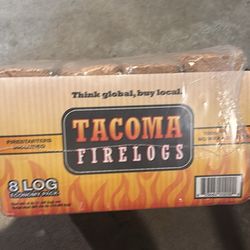 Think global, buy local.
FIRESTARTERS
INCLUDED
TACOMA
FIRELOGS
8 LOG
ECONOMY PACK